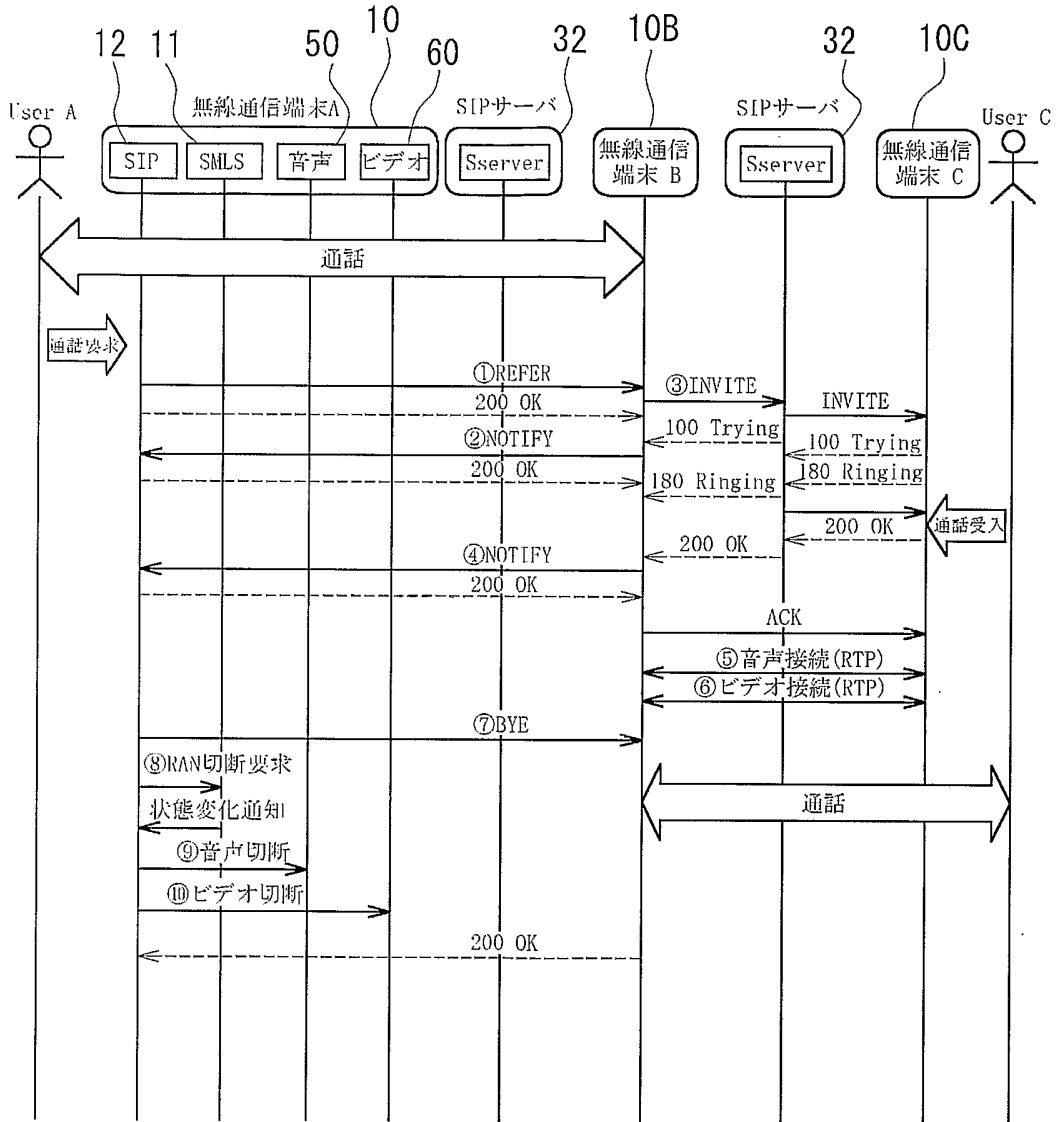 12 11 50 10 60 32 10B 32 10C
User A
無線通信端末A
SIPサーバ
SIPサーバ
User C
SIP
SMLS
音声
ビデオ
Sserver
無線通信
端末 B
Sserver
無線通信
端末 C
通話
通話要求
①REFER
200 OK
③INVITE
INVITE
②NOTIFY
100 Trying
100 Trying
200 OK
180 Ringing
180 Ringing
通話受入
200 OK
200 OK
④NOTIFY
200 OK
ACK
⑤音声接続(RTP)
⑥ビデオ接続(RTP)
⑦BYE
⑧RAN切断要求
状態変化通知
通話
⑨音声切断
⑩ビデオ切断
200 OK